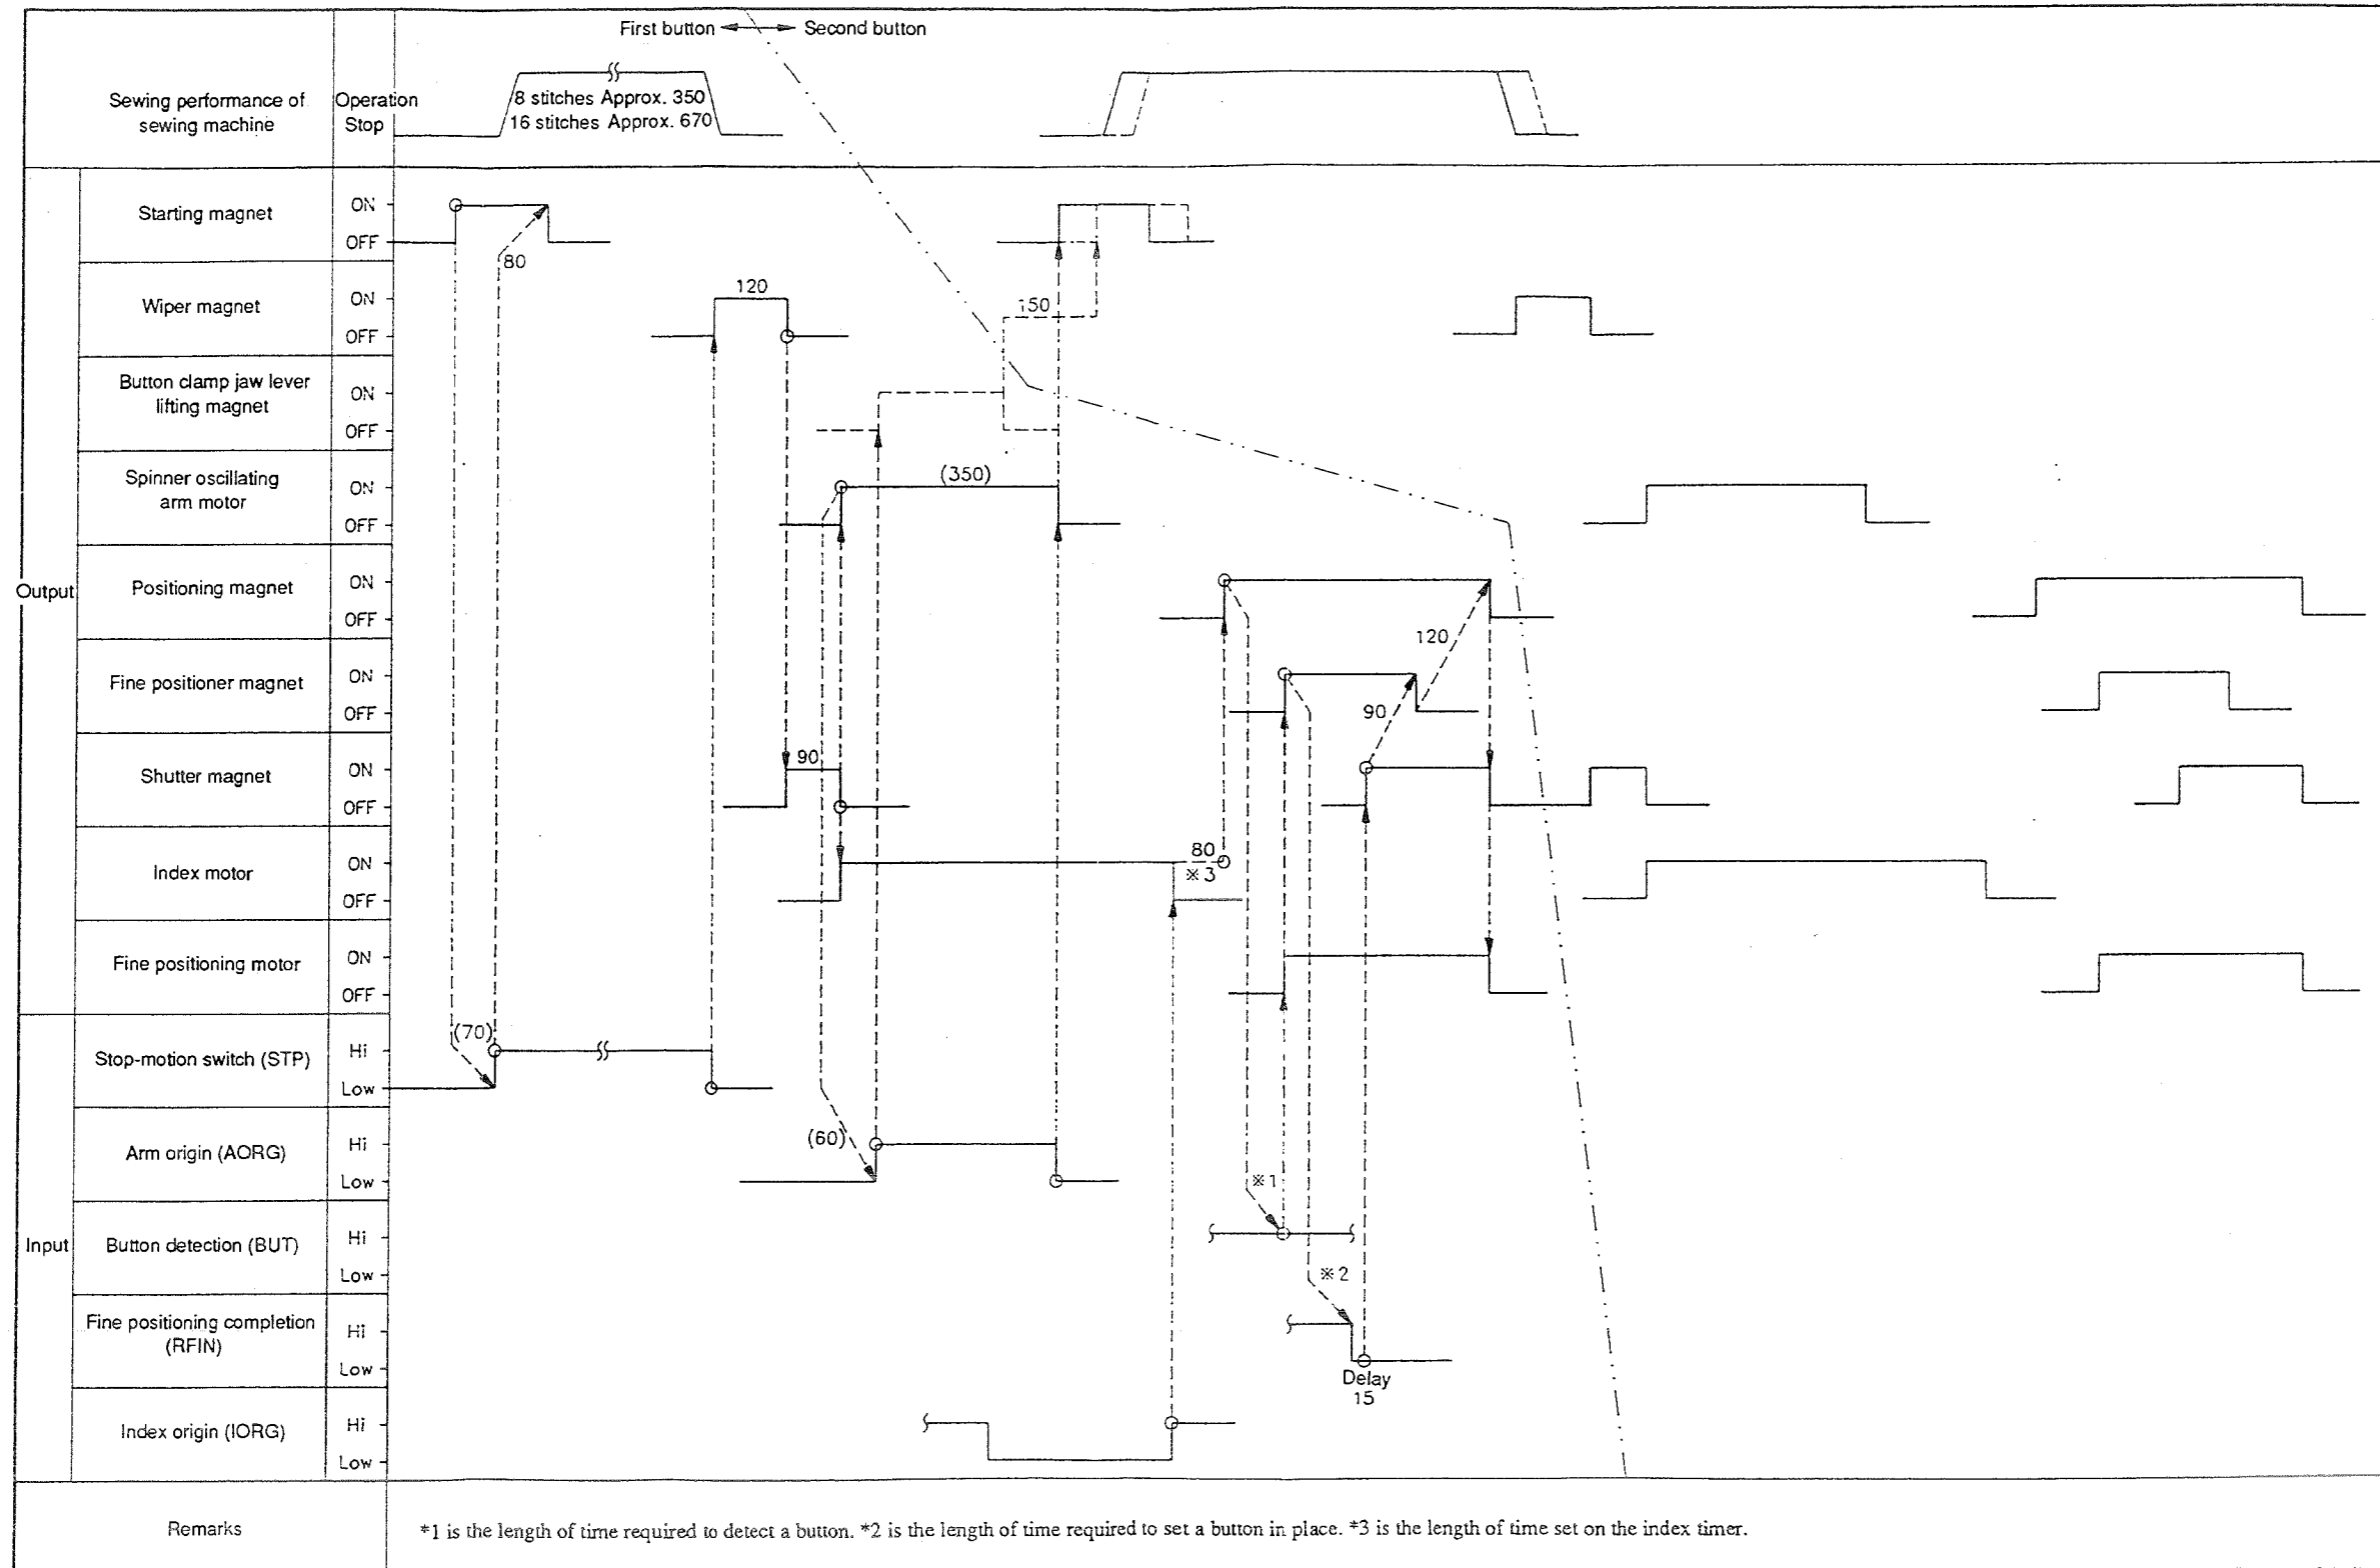 First button Second button
Sewing performance of
sewing machine
Operation
Stop
8 stitches Approx. 350
16 stitches Approx. 670
Output
Starting magnet
ON
OFF
80
Wiper magnet
ON
OFF
120
150
Button clamp jaw lever
lifting magnet
ON
OFF
Spinner oscillating
arm motor
ON
OFF
(350)
Positioning magnet
ON
OFF
120
Fine positioner magnet
ON
OFF
90
Shutter magnet
ON
OFF
90
Index motor
ON
OFF
80
※3
Fine positioning motor
ON
OFF
Input
Stop-motion switch (STP)
Hi
Low
(70)
Arm origin (AORG)
Hi
Low
(60)
※1
Button detection (BUT)
Hi
Low
※2
Fine positioning completion
(RFIN)
Hi
Low
Delay
15
Index origin (IORG)
Hi
Low
Remarks
*1 is the length of time required to detect a button. *2 is the length of time required to set a button in place. *3 is the length of time set on the index timer.